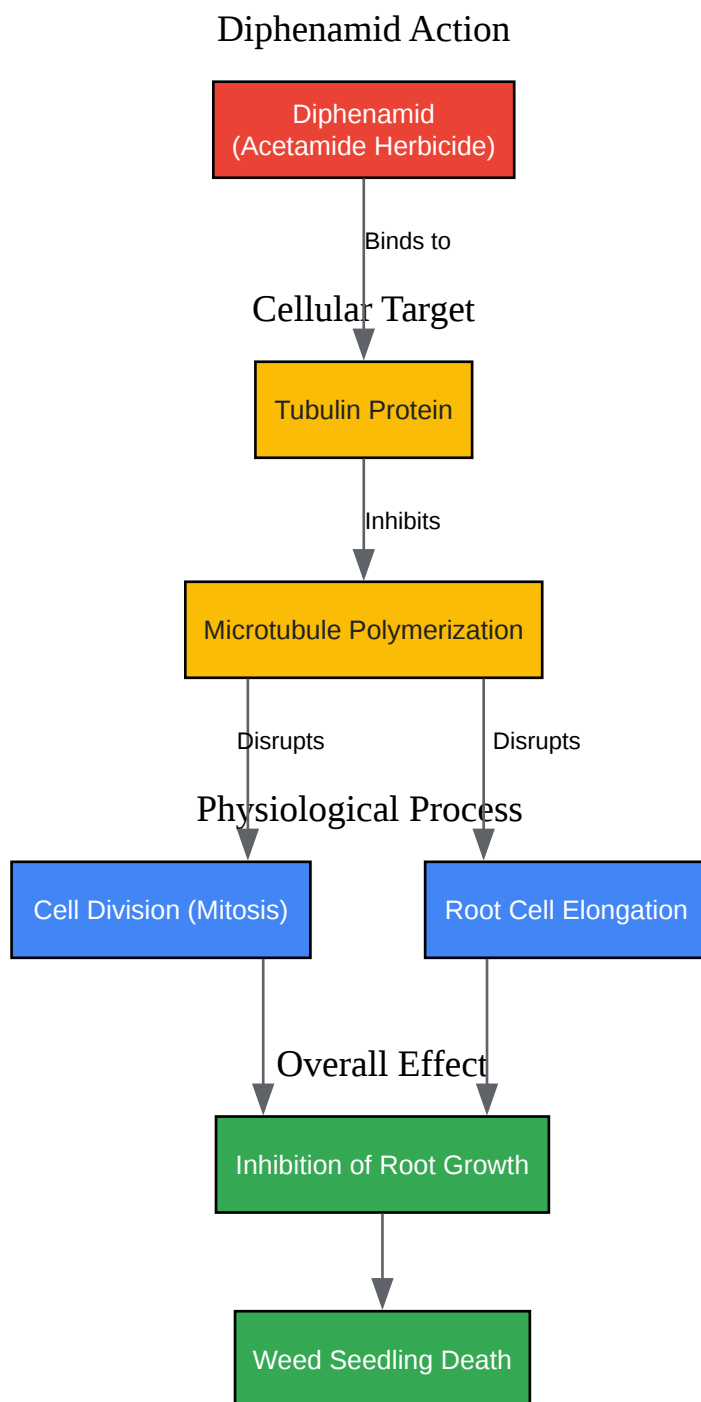 Diphenamid Action
Diphenamid
(Acetamide Herbicide)
Binds to
Cellular Target
Tubulin Protein
Inhibits
Microtubule Polymerization
Disrupts
Disrupts
Physiological Process
Cell Division (Mitosis)
Root Cell Elongation
Overall Effect
Inhibition of Root Growth
Weed Seedling Death